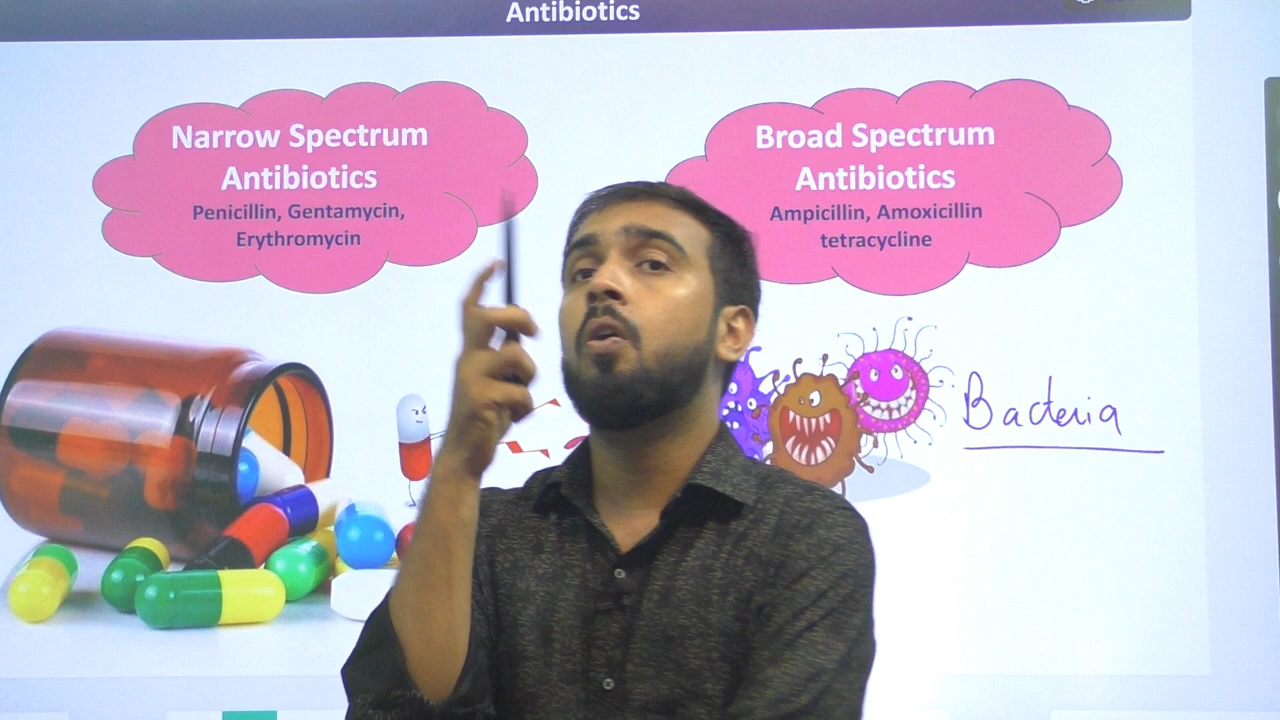 Antibiotics
Narrow Spectrum
Antibiotics
Penicillin, Gentamycin,
Erythromycin
Broad Spectrum
Antibiotics
Ampicillin, Amoxicillin
tetracycline
Bacteria